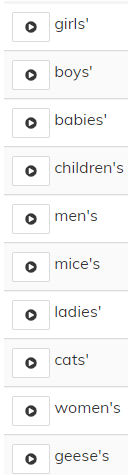 girls'
boys'
babies'
children's
men's
mice's
ladies'
cats'
women's
geese's